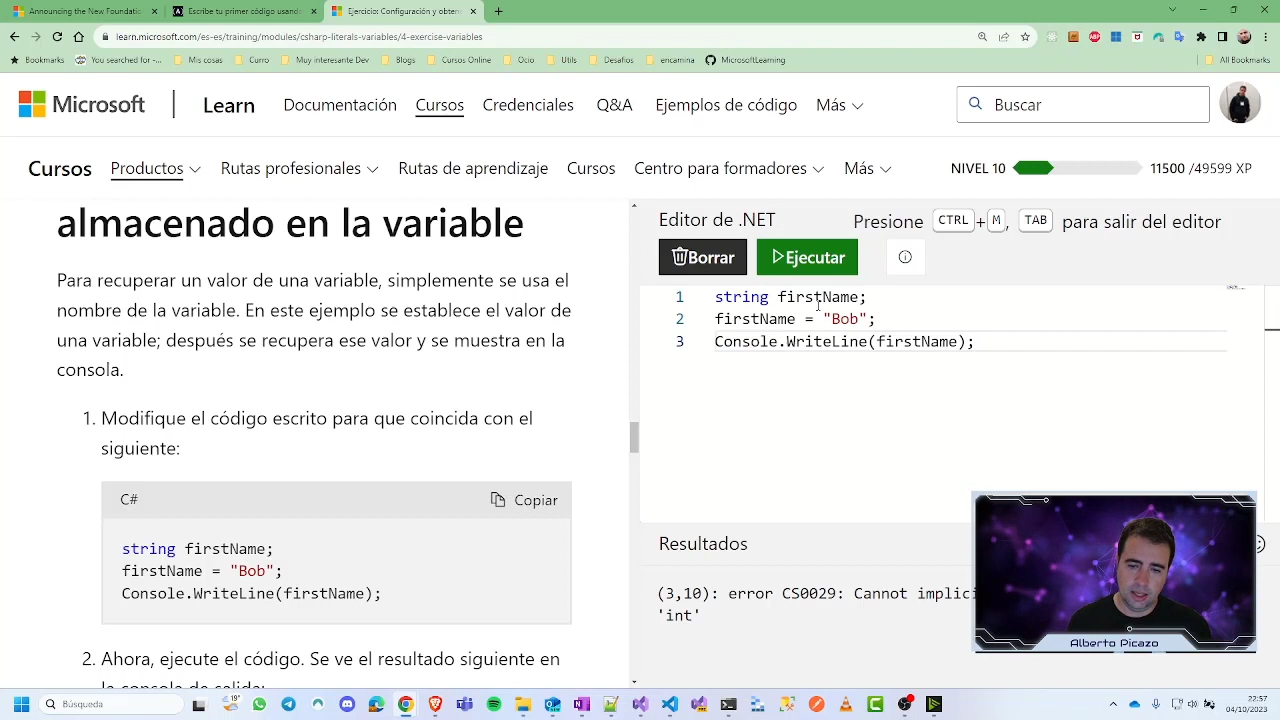 Announcing the New Foundatic
Escribe tu primer código usando
Ejercicio: Configuración y obten
learn.microsoft.com/es-es/training/modules/csharp-literals-variables/4-exercise-variables
Bookmarks
You searched for -...
Mis cosas
Curro
Muy interesante Dev
Blogs
Cursos Online
Ocio
Utils
Desafios
encamina
MicrosoftLearning
All Bookmarks
Microsoft
Learn
Documentación
Cursos
Credenciales
Q&A
Ejemplos de código
Más
Buscar
Cursos
Productos
Rutas profesionales
Rutas de aprendizaje
Cursos
Centro para formadores
Más
NIVEL 10
11500 /49599 XP
almacenado en la variable
Para recuperar un valor de una variable, simplemente se usa el
nombre de la variable. En este ejemplo se establece el valor de
una variable; después se recupera ese valor y se muestra en la
consola.
1. Modifique el código escrito para que coincida con el
siguiente:
C#
Copiar
string firstName;
firstName = "Bob";
Console.WriteLine(firstName);
2. Ahora, ejecute el código. Se ve el resultado siguiente en
la consola de salida:
Editor de .NET
Presione CTRL + M, TAB para salir del editor
Borrar
Ejecutar
1 string firstName;
2 firstName = "Bob";
3 Console.WriteLine(firstName);
Resultados
(3,10): error CS0029: Cannot implici
'int'
Alberto Picazo
19°
Búsqueda
22:57
04/10/2023